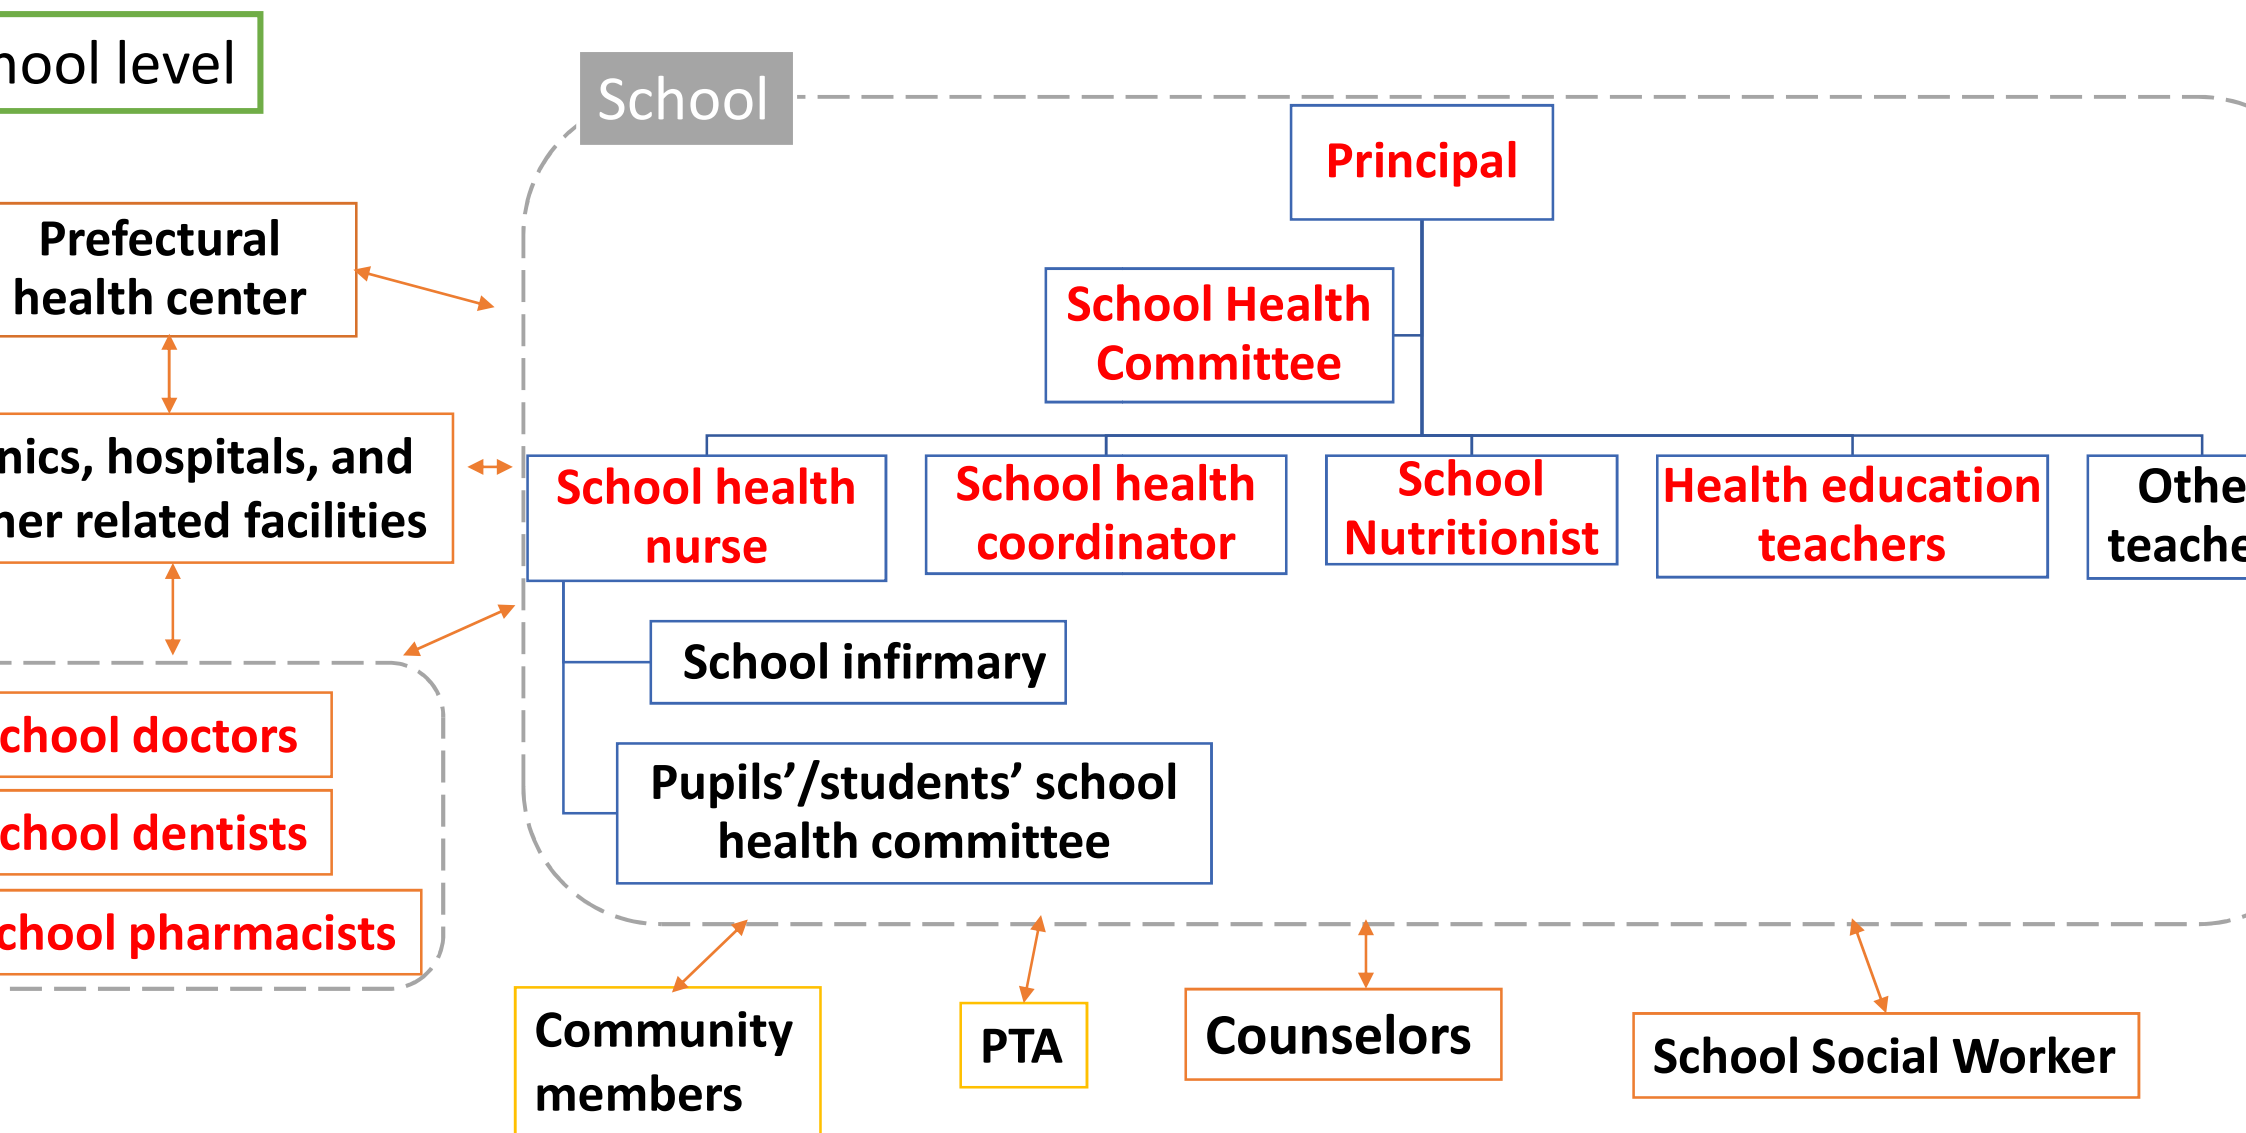 hool level
School
Principal
Prefectural
health center
School Health
Committee
nics, hospitals, and
her related facilities
School health
nurse
School health
coordinator
School
Nutritionist
Health education
teachers
Othe
teache
School infirmary
chool doctors
Pupils’/students’ school
health committee
chool dentists
chool pharmacists
Community
members
PTA
Counselors
School Social Worker